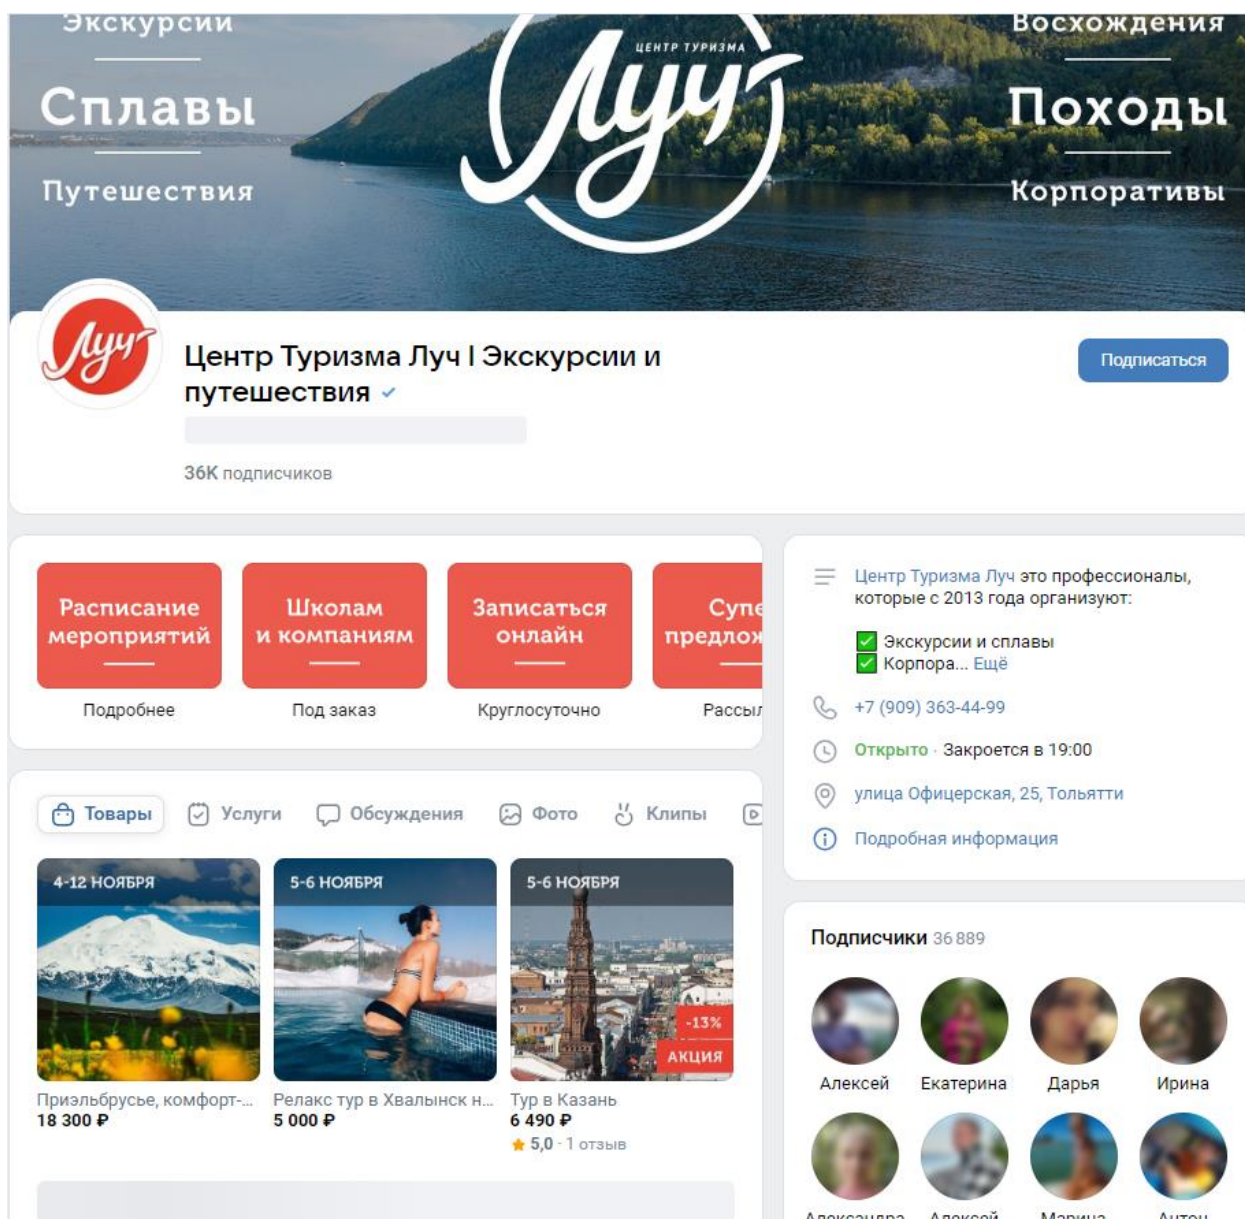 Экскурсии
Сплавы
Путешествия
ЦЕНТР ТУРИЗМА
Луч
Восхождения
Походы
Корпоративы
Луч
Центр Туризма Луч | Экскурсии и
путешествия
Подписаться
36K подписчиков
Расписание
мероприятий
Подробнее
Школам
и компаниям
Под заказ
Записаться
онлайн
Круглосуточно
Супе
предлож
Рассыл
Центр Туризма Луч это профессионалы,
которые с 2013 года организуют:
✅ Экскурсии и сплавы
✅ Корпора... Ещё
+7 (909) 363-44-99
Открыто · Закроется в 19:00
улица Офицерская, 25, Тольятти
Подробная информация
Товары
Услуги
Обсуждения
Фото
Клипы
4-12 НОЯБРЯ
Приэльбрусье, комфорт-...
18 300 ₽
5-6 НОЯБРЯ
Релакс тур в Хвалынск н...
5 000 ₽
5-6 НОЯБРЯ
-13%
АКЦИЯ
Тур в Казань
6 490 ₽
5,0 · 1 отзыв
Подписчики 36 889
Алексей Екатерина Дарья Ирина
Александра Алексей Марина Антон